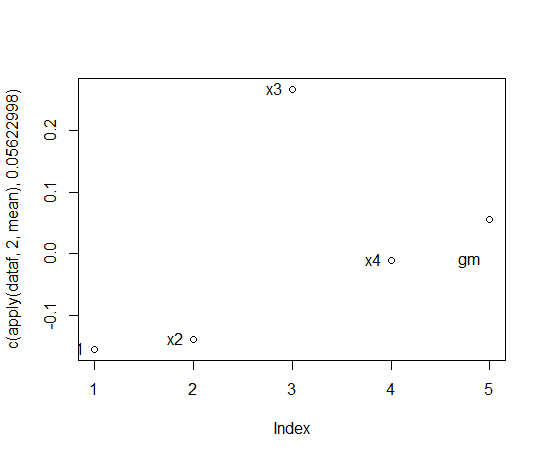 c(apply(dataf, 2, mean), 0.05622998)
0.2
0.1
0.0
-0.1
x3
x4
gm
x2
1
1
2
3
4
5
Index